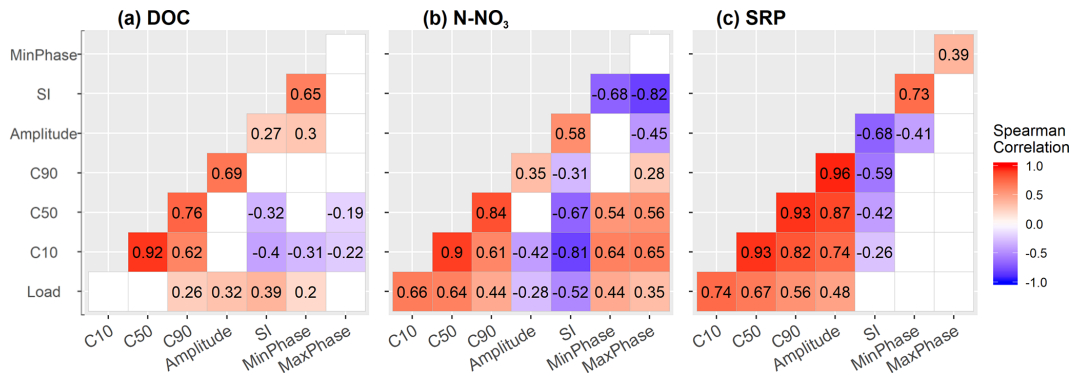 (a) DOC (b) N-NO₃ (c) SRP
MinPhase 0.39
SI 0.65 -0.68 -0.82 0.73
Amplitude 0.27 0.3 0.58 -0.45 -0.68 -0.41
C90 0.69 0.35 -0.31 0.28 0.96 -0.59
C50 0.76 -0.32 -0.19 0.84 -0.67 0.54 0.56 0.93 0.87 -0.42
C10 0.92 0.62 -0.4 -0.31 -0.22 0.9 0.61 -0.42 -0.81 0.64 0.65 0.93 0.82 0.74 -0.26
Load 0.26 0.32 0.39 0.2 0.66 0.64 0.44 -0.28 -0.52 0.44 0.35 0.74 0.67 0.56 0.48
C10 C50 C90 Amplitude SI MinPhase MaxPhase C10 C50 C90 Amplitude SI MinPhase MaxPhase C10 C50 C90 Amplitude SI MinPhase MaxPhase
Spearman
Correlation
1.0
0.5
0.0
-0.5
-1.0